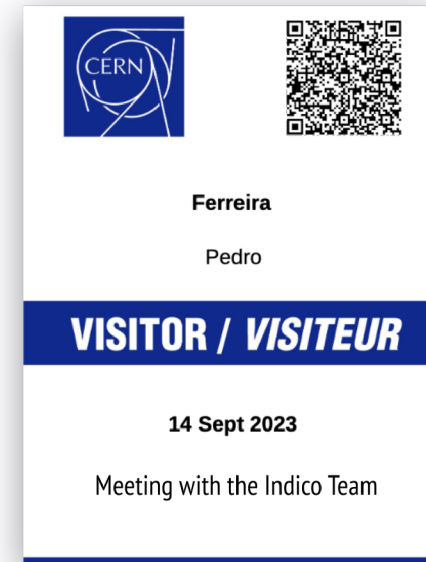 CERN
Ferreira
Pedro
VISITOR / VISITEUR
14 Sept 2023
Meeting with the Indico Team